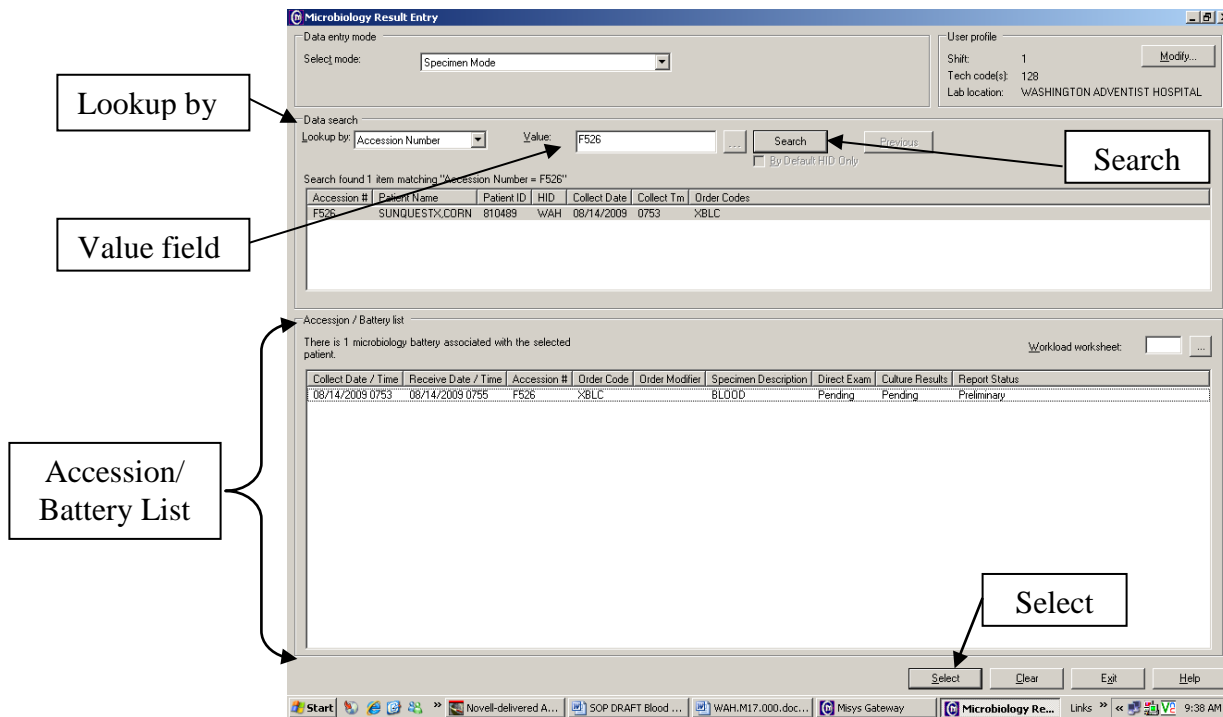 Microbiology Result Entry
Data entry mode
Select mode: Specimen Mode
User profile
Shift: 1 Modify...
Tech code(s): 128
Lab location: WASHINGTON ADVENTIST HOSPITAL
Lookup by
Data search
Lookup by: Accession Number Value: F526 ... Search Previous
By Default HID Only
Search
Search found 1 item matching "Accession Number = F526"
Accession # Patient Name Patient ID HID Collect Date Collect Tm Order Codes
F526 SUNQUESTX,CORN 810489 WAH 08/14/2009 0753 XBLC
Value field
Accession / Battery list
There is 1 microbiology battery associated with the selected
patient.
Workload worksheet: ...
Collect Date / Time Receive Date / Time Accession # Order Code Order Modifier Specimen Description Direct Exam Culture Results Report Status
08/14/2009 0753 08/14/2009 0755 F526 XBLC BLOOD Pending Pending Preliminary
Accession/
Battery List
Select
Select Clear Exit Help
Start » Novell-delivered A... SOP DRAFT Blood ... WAH.M17.000.doc... Misys Gateway Microbiology Re... Links » « 9:38 AM